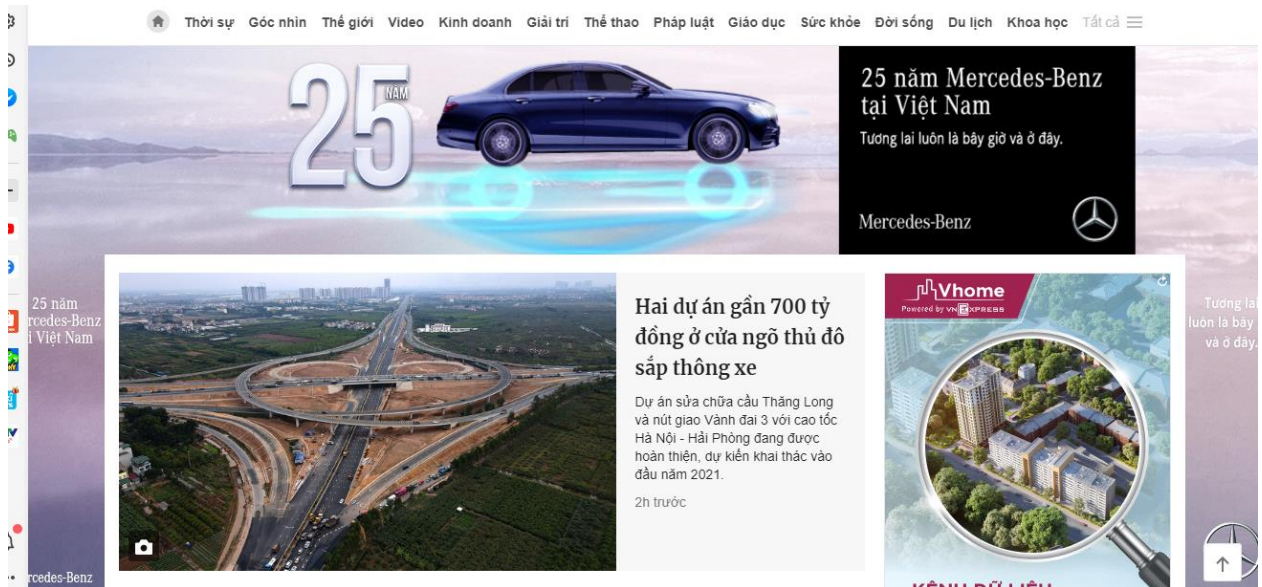 Thời sự Góc nhìn Thế giới Video Kinh doanh Giải trí Thể thao Pháp luật Giáo dục Sức khỏe Đời sống Du lịch Khoa học Tất cả
25 NĂM
25 năm Mercedes-Benz
tại Việt Nam
Tương lai luôn là bây giờ và ở đây.
Mercedes-Benz
25 năm
rcedes-Benz
i Việt Nam
Hai dự án gần 700 tỷ
đồng ở cửa ngõ thủ đô
sắp thông xe
Dự án sửa chữa cầu Thăng Long
và nút giao Vành đai 3 với cao tốc
Hà Nội - Hải Phòng đang được
hoàn thiện, dự kiến khai thác vào
đầu năm 2021.
2h trước
Vhome
Powered by VNEXPRESS
KÊNH DỮ LIỆU
Tương lai
luôn là bây
và ở đây.
rcedes-Benz